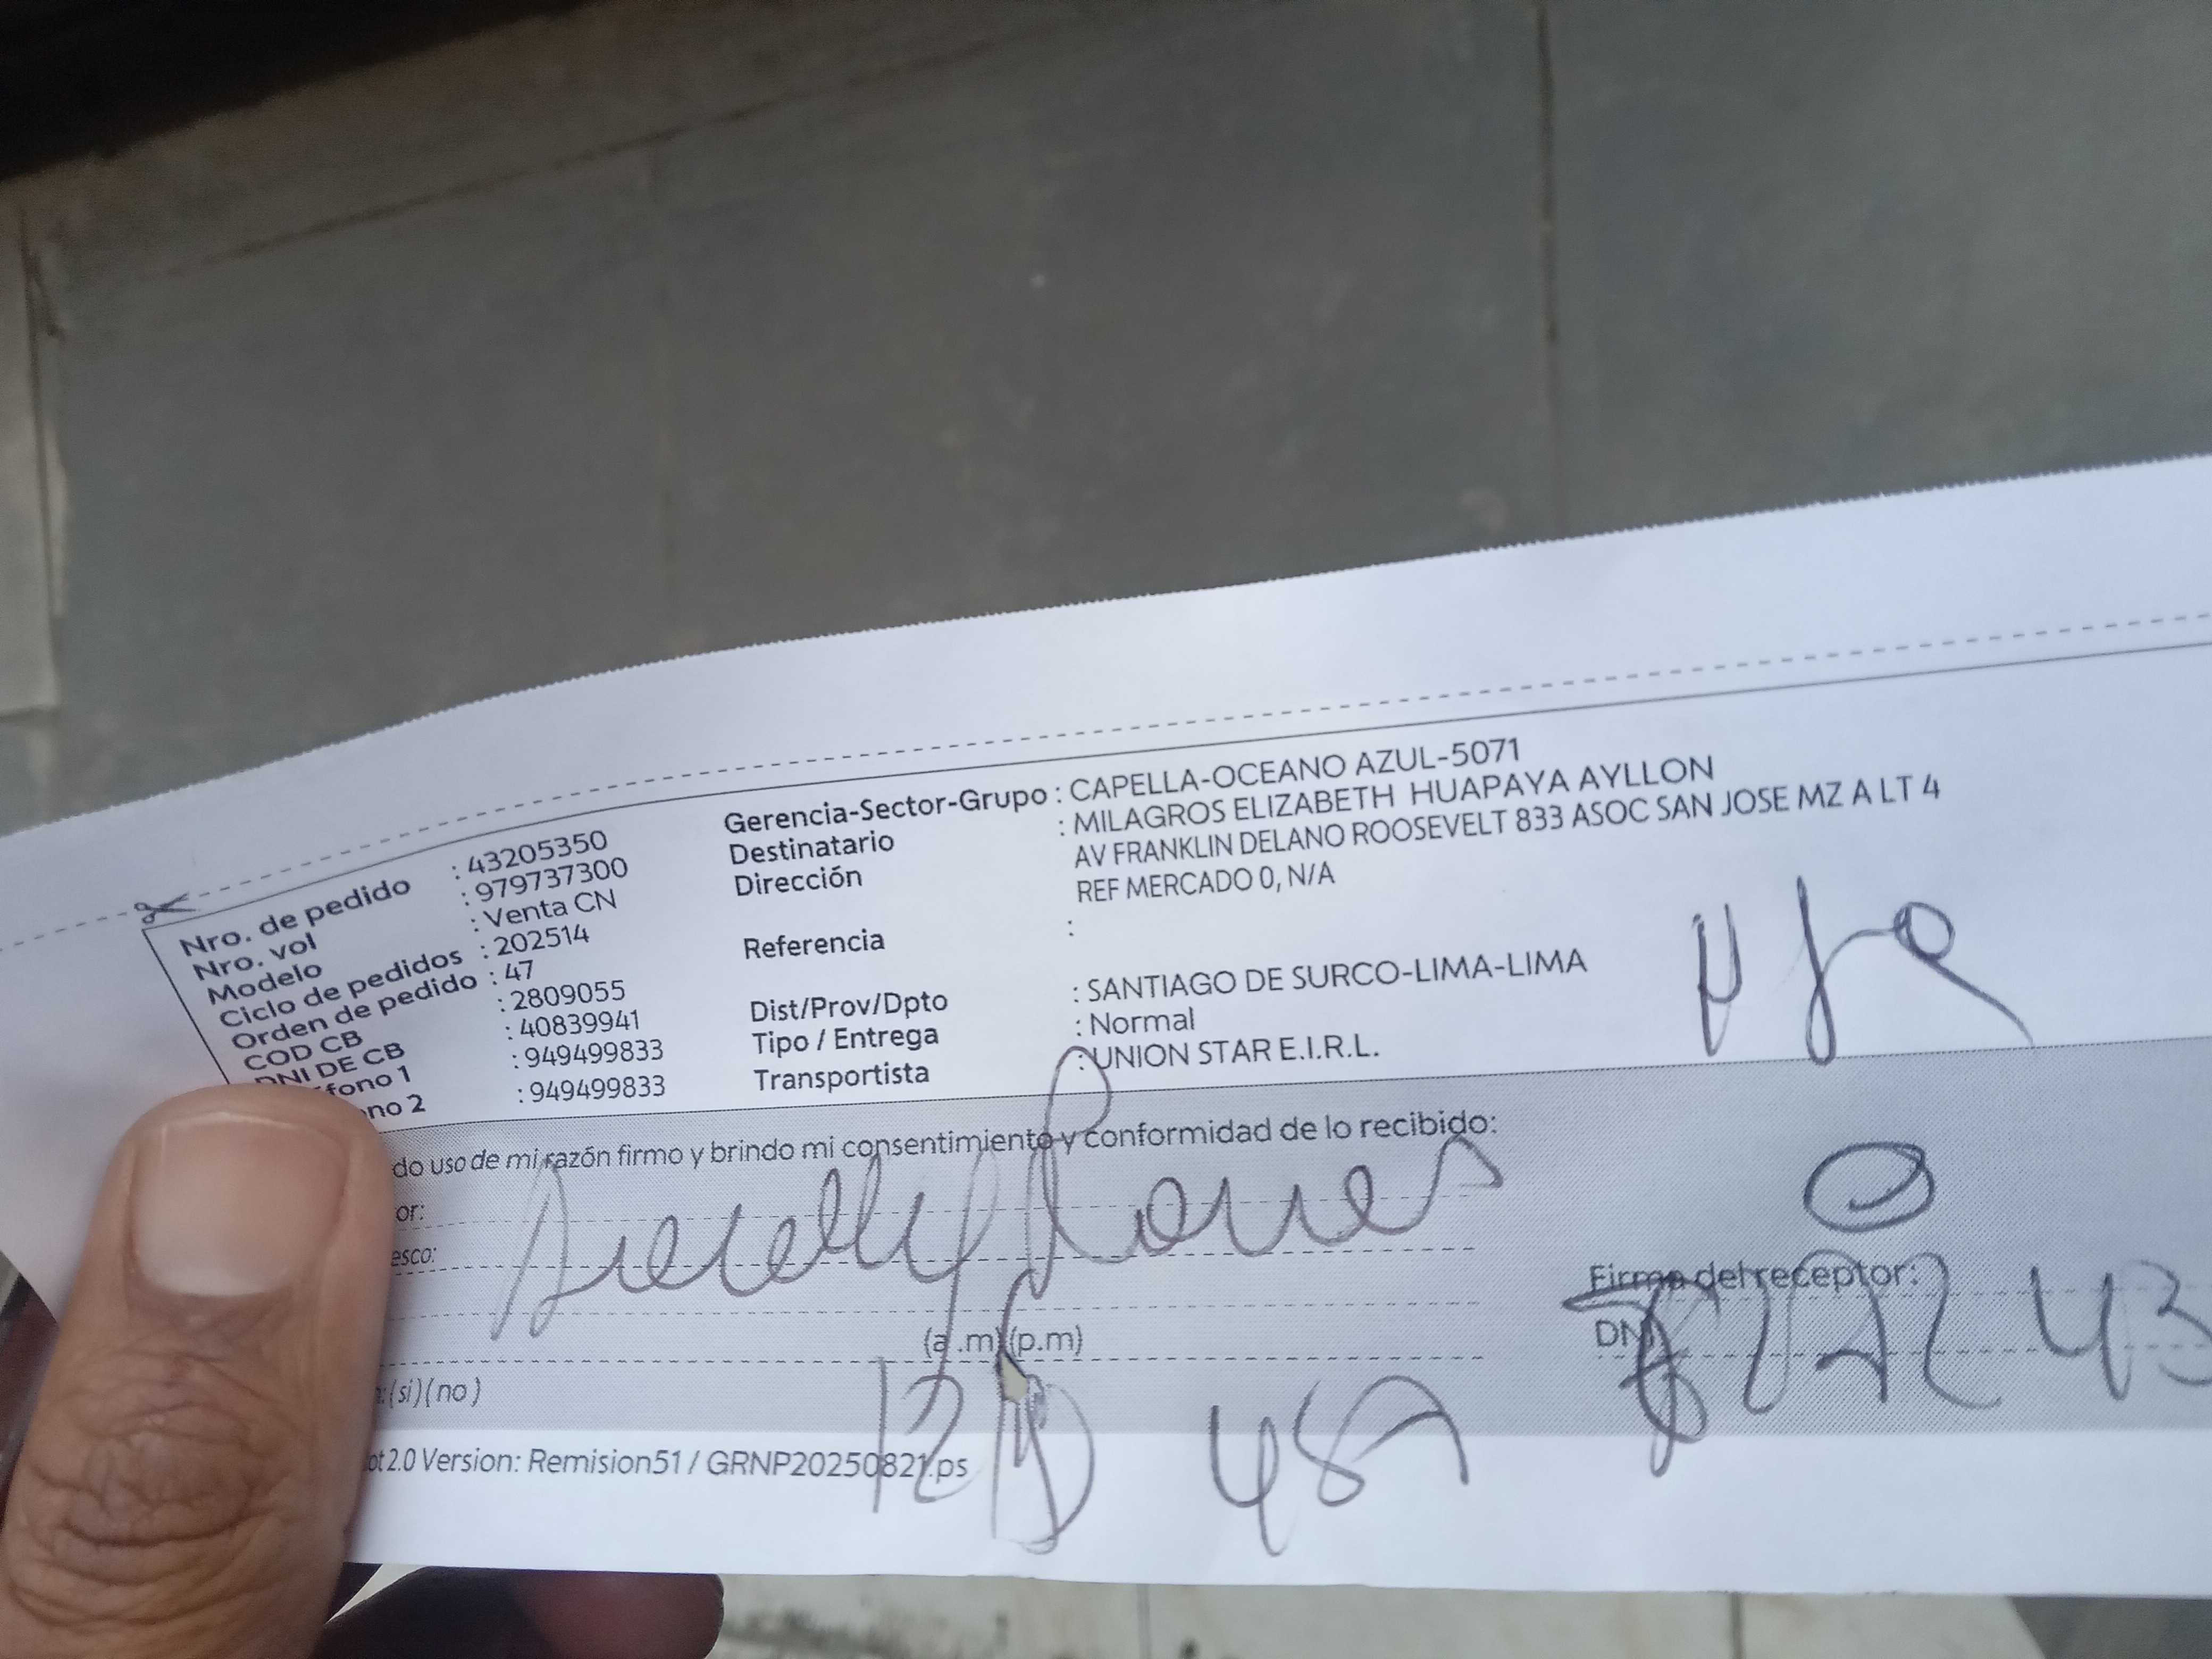 Nro. de pedido : 43205350
Nro. vol : 979737300
Modelo : Venta CN
Ciclo de pedidos : 202514
Orden de pedido : 47
COD CB : 2809055
DNI DE CB : 40839941
fono 1 : 949499833
no 2 : 949499833
Gerencia-Sector-Grupo : CAPELLA-OCEANO AZUL-5071
Destinatario : MILAGROS ELIZABETH HUAPAYA AYLLON
Dirección AV FRANKLIN DELANO ROOSEVELT 833 ASOC SAN JOSE MZ A LT 4
REF MERCADO 0, N/A
Referencia :
Dist/Prov/Dpto : SANTIAGO DE SURCO-LIMA-LIMA
Tipo / Entrega : Normal
Transportista : UNION STAR E.I.R.L.
do uso de mi razón firmo y brindo mi consentimiento y conformidad de lo recibido:
or:
esco:
Firma del receptor:
DNI
(a.m)(p.m)
:(si)(no)
ot 2.0 Version: Remision51 / GRNP20250821.ps